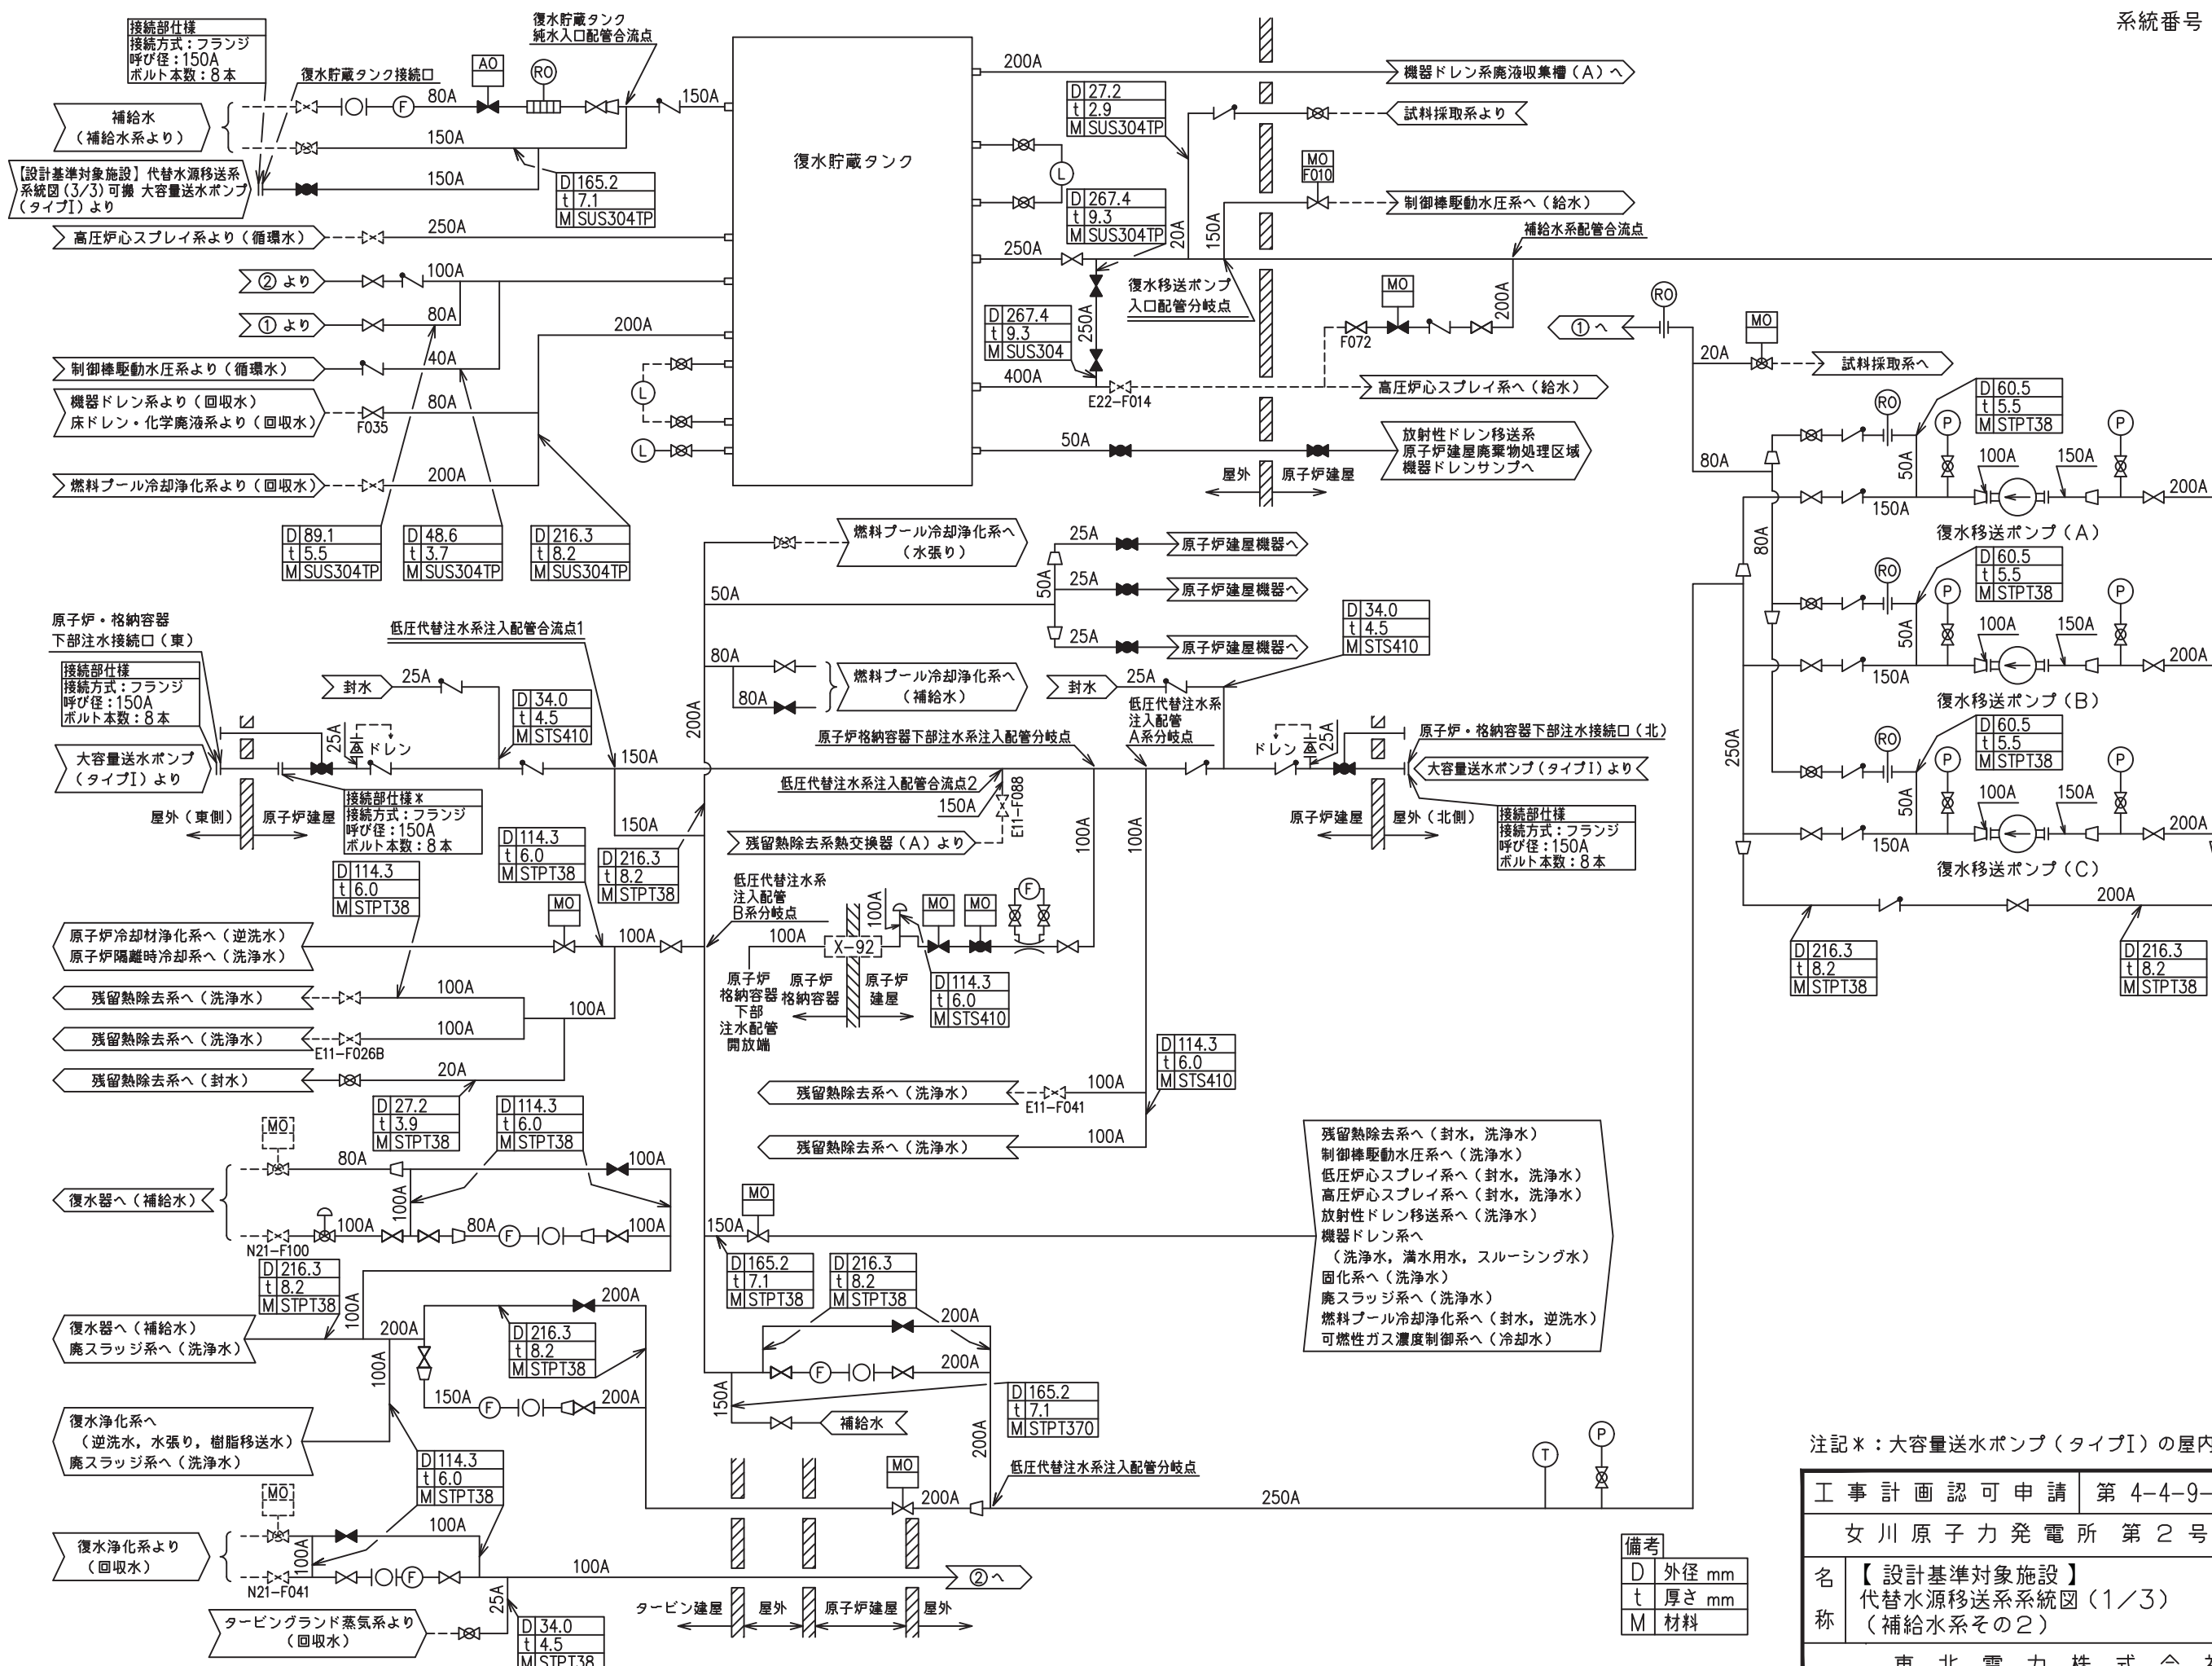 系統番号
接続部仕様
接続方式：フランジ
呼び径：150A
ボルト本数：8本
復水貯蔵タンク接続口
復水貯蔵タンク
純水入口配管合流点
AO
RO
F
80A
150A
補給水
（補給水系より）
150A
【設計基準対象施設】代替水源移送系
系統図(3/3)可搬 大容量送水ポンプ
（タイプI）より
150A
D 165.2
t 7.1
M SUS304TP
高圧炉心スプレイ系より（循環水）
250A
②より
100A
①より
80A
制御棒駆動水圧系より（循環水）
40A
機器ドレン系より（回収水）
床ドレン・化学廃液系より（回収水）
F035
80A
200A
燃料プール冷却浄化系より（回収水）
200A
L
L
D 89.1
t 5.5
M SUS304TP
D 48.6
t 3.7
M SUS304TP
D 216.3
t 8.2
M SUS304TP
復水貯蔵タンク
200A
機器ドレン系廃液収集槽（A）へ
D 27.2
t 2.9
M SUS304TP
試料採取系より
L
MO
F010
D 267.4
t 9.3
M SUS304TP
20A
150A
制御棒駆動水圧系へ（給水）
250A
補給水系配管合流点
復水移送ポンプ
入口配管分岐点
D 267.4
t 9.3
M SUS304
250A
MO
F072
200A
400A
E22-F014
高圧炉心スプレイ系へ（給水）
50A
放射性ドレン移送系
原子炉建屋廃棄物処理区域
機器ドレンサンプへ
屋外
原子炉建屋
①へ
RO
MO
20A
試料採取系へ
80A
80A
RO
D 60.5
t 5.5
M STPT38
P
P
50A
100A
150A
200A
150A
復水移送ポンプ（A）
RO
D 60.5
t 5.5
M STPT38
P
P
50A
100A
150A
200A
150A
復水移送ポンプ（B）
RO
D 60.5
t 5.5
M STPT38
P
P
50A
100A
150A
200A
150A
復水移送ポンプ（C）
250A
200A
D 216.3
t 8.2
M STPT38
D 216.3
t 8.2
M STPT38
燃料プール冷却浄化系へ
（水張り）
50A
50A
25A
原子炉建屋機器へ
25A
原子炉建屋機器へ
25A
原子炉建屋機器へ
80A
80A
燃料プール冷却浄化系へ
（補給水）
200A
原子炉・格納容器
下部注水接続口（東）
接続部仕様
接続方式：フランジ
呼び径：150A
ボルト本数：8本
大容量送水ポンプ
（タイプI）より
屋外（東側）
原子炉建屋
封水
25A
25A
ドレン
低圧代替注水系注入配管合流点1
D 34.0
t 4.5
M STS410
150A
接続部仕様＊
接続方式：フランジ
呼び径：150A
ボルト本数：8本
150A
D 114.3
t 6.0
M STPT38
D 216.3
t 8.2
M STPT38
封水
25A
D 34.0
t 4.5
M STS410
低圧代替注水系
注入配管
A系分岐点
原子炉格納容器下部注水系注入配管分岐点
低圧代替注水系注入配管合流点2
150A
E11-F088
残留熱除去系熱交換器（A）より
ドレン
25A
原子炉・格納容器下部注水接続口（北）
大容量送水ポンプ（タイプI）より
原子炉建屋
屋外（北側）
接続部仕様
接続方式：フランジ
呼び径：150A
ボルト本数：8本
100A
100A
D 114.3
t 6.0
M STPT38
MO
原子炉冷却材浄化系へ（逆洗水）
原子炉隔離時冷却系へ（洗浄水）
100A
低圧代替注水系
注入配管
B系分岐点
100A
X-92
100A
MO
MO
F
原子炉
格納容器
下部
注水配管
開放端
原子炉
格納容器
原子炉
建屋
D 114.3
t 6.0
M STS410
残留熱除去系へ（洗浄水）
100A
残留熱除去系へ（洗浄水）
E11-F026B
100A
100A
残留熱除去系へ（封水）
20A
D 27.2
t 3.9
M STPT38
D 114.3
t 6.0
M STPT38
D 114.3
t 6.0
M STS410
残留熱除去系へ（洗浄水）
E11-F041
100A
残留熱除去系へ（洗浄水）
100A
MO
80A
100A
復水器へ（補給水）
100A
N21-F100
100A
80A
F
100A
D 216.3
t 8.2
M STPT38
100A
復水器へ（補給水）
廃スラッジ系へ（洗浄水）
200A
200A
D 216.3
t 8.2
M STPT38
100A
150A
F
200A
復水浄化系へ
（逆洗水，水張り，樹脂移送水）
廃スラッジ系へ（洗浄水）
D 114.3
t 6.0
M STPT38
MO
100A
復水浄化系より
（回収水）
100A
N21-F041
F
100A
②へ
25A
タービングランド蒸気系より
（回収水）
D 34.0
t 4.5
M STPT38
150A
MO
D 165.2
t 7.1
M STPT38
D 216.3
t 8.2
M STPT38
200A
F
200A
150A
補給水
D 165.2
t 7.1
M STPT370
200A
残留熱除去系へ（封水，洗浄水）
制御棒駆動水圧系へ（洗浄水）
低圧炉心スプレイ系へ（封水，洗浄水）
高圧炉心スプレイ系へ（封水，洗浄水）
放射性ドレン移送系へ（洗浄水）
機器ドレン系へ
（洗浄水，満水用水，スルーシング水）
固化系へ（洗浄水）
廃スラッジ系へ（洗浄水）
燃料プール冷却浄化系へ（封水，逆洗水）
可燃性ガス濃度制御系へ（冷却水）
低圧代替注水系注入配管分岐点
MO
200A
250A
T
P
タービン建屋
屋外
原子炉建屋
屋外
備考
D 外径 mm
t 厚さ mm
M 材料
注記＊：大容量送水ポンプ（タイプI）の屋内
工事計画認可申請 第 4-4-9-
女川原子力発電所 第2号
名称
【設計基準対象施設】
代替水源移送系系統図（1／3）
（補給水系その2）
東北電力株式会社